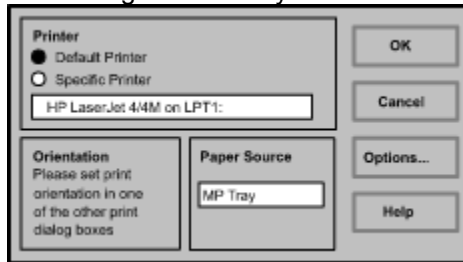 Printer
Default Printer
Specific Printer
HP LaserJet 4/4M on LPT1:
OK
Cancel
Options...
Help
Orientation
Please set print
orientation in one
of the other print
dialog boxes
Paper Source
MP Tray